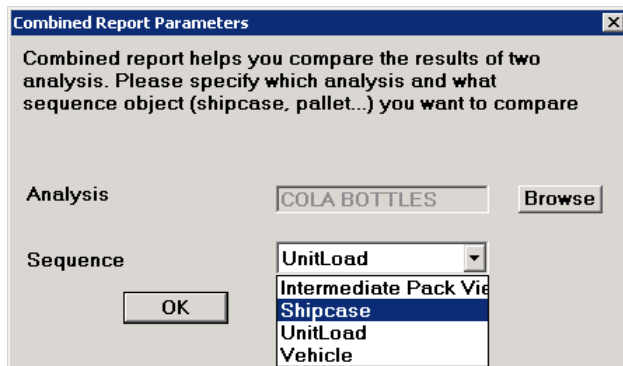 Combined Report Parameters
Combined report helps you compare the results of two
analysis. Please specify which analysis and what
sequence object (shipcase, pallet...) you want to compare
Analysis
COLA BOTTLES
Browse
Sequence
UnitLoad
Intermediate Pack Vie
Shipcase
OK
UnitLoad
Vehicle